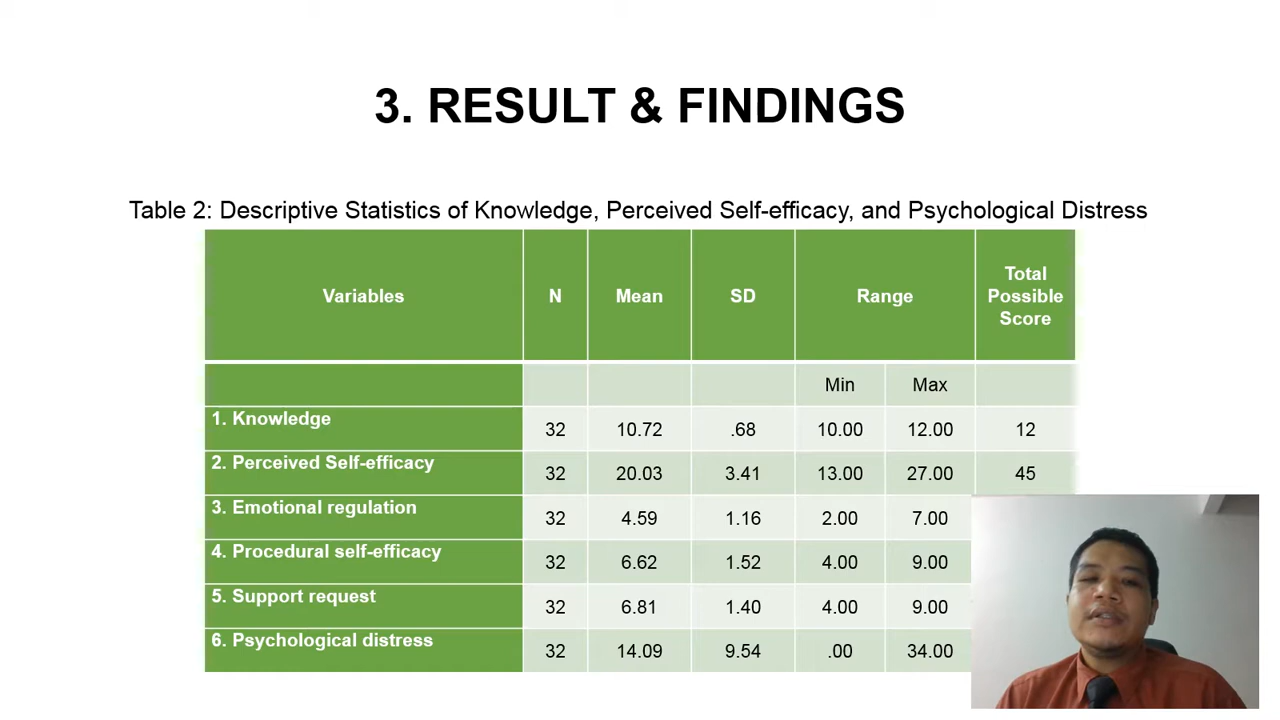 3. RESULT & FINDINGS
Table 2: Descriptive Statistics of Knowledge, Perceived Self-efficacy, and Psychological Distress
Variables N Mean SD Range Total Possible Score
Min Max
1. Knowledge 32 10.72 .68 10.00 12.00 12
2. Perceived Self-efficacy 32 20.03 3.41 13.00 27.00 45
3. Emotional regulation 32 4.59 1.16 2.00 7.00
4. Procedural self-efficacy 32 6.62 1.52 4.00 9.00
5. Support request 32 6.81 1.40 4.00 9.00
6. Psychological distress 32 14.09 9.54 .00 34.00